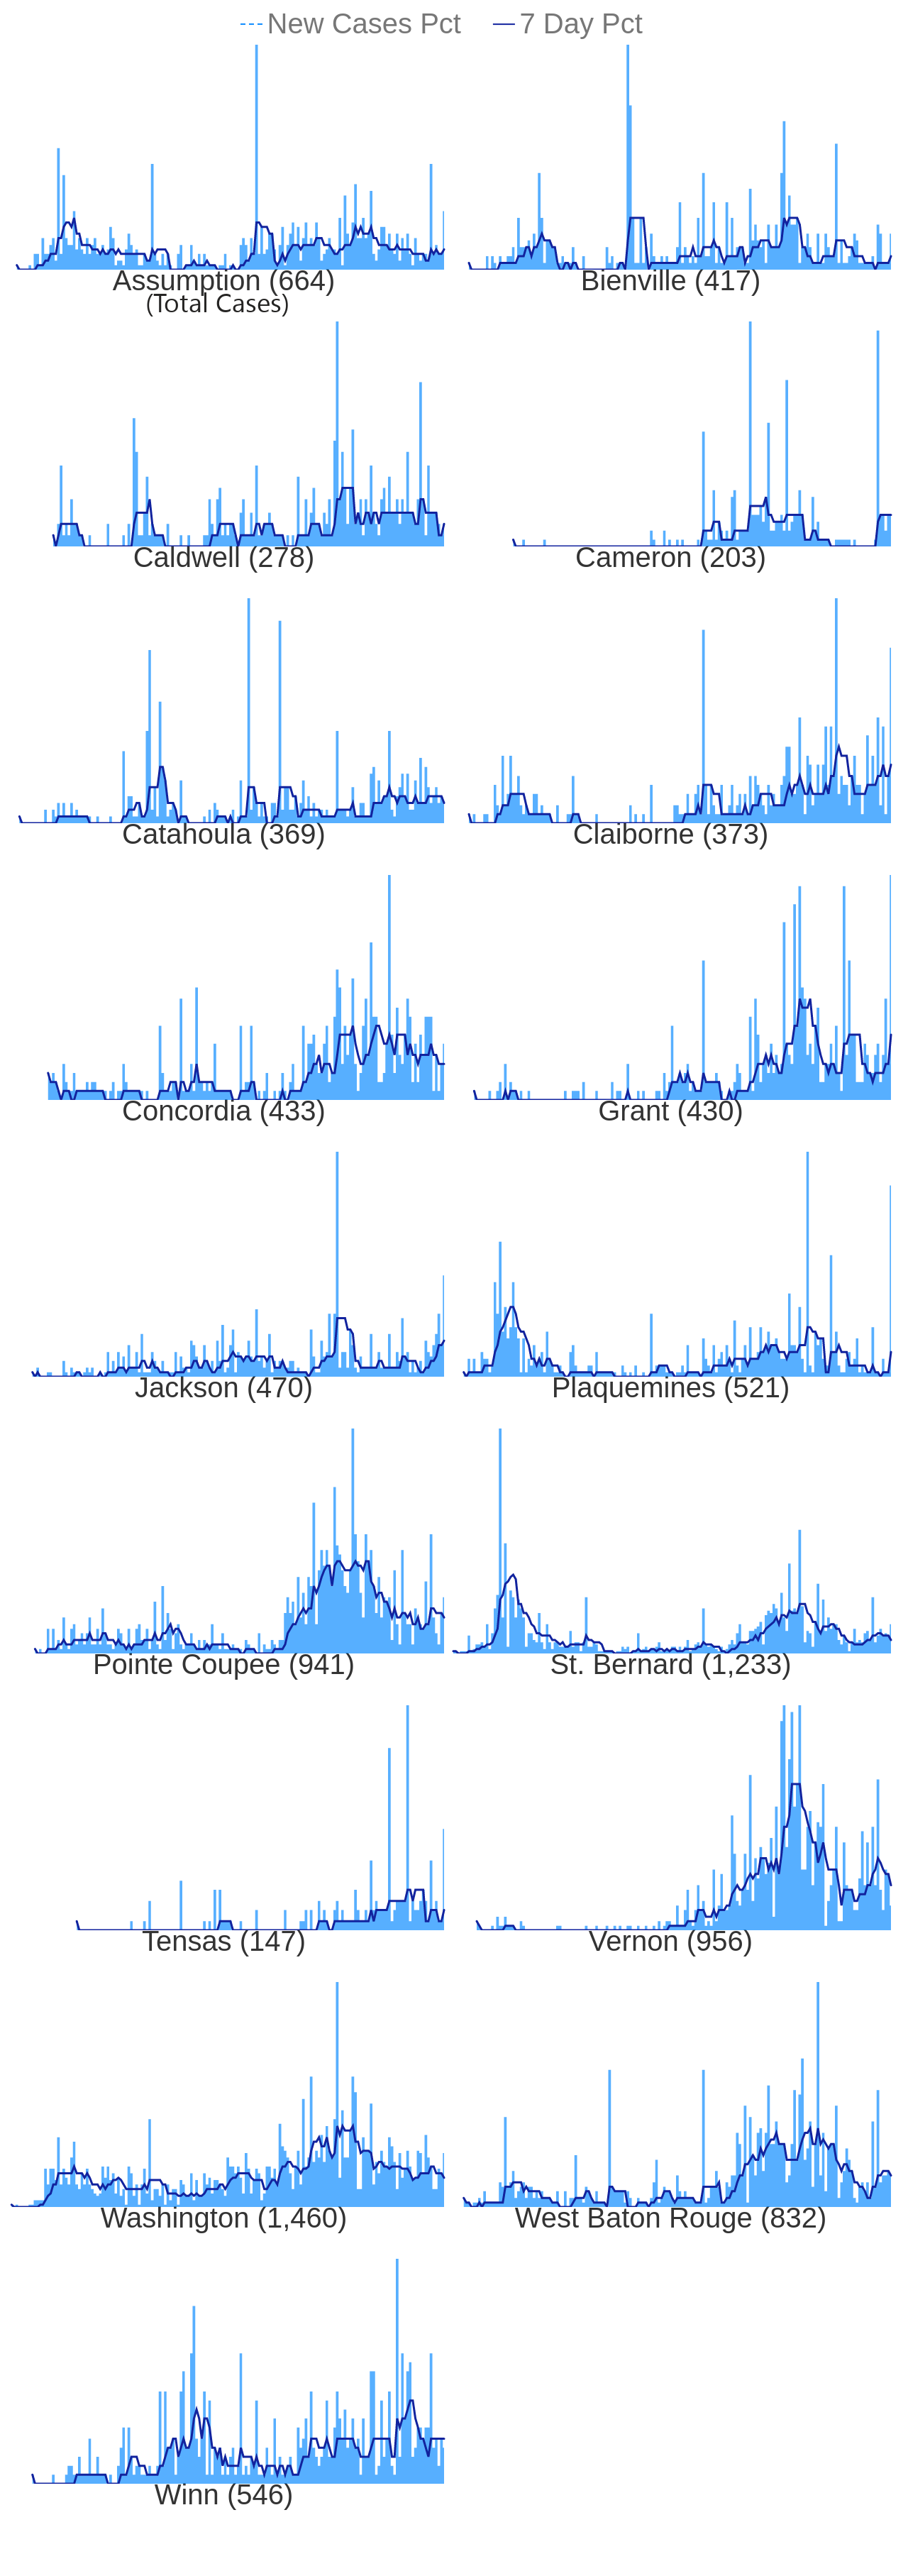 New Cases Pct 7 Day Pct
Assumption (664) Bienville (417)
(Total Cases)
Caldwell (278) Cameron (203)
Catahoula (369) Claiborne (373)
Concordia (433) Grant (430)
Jackson (470) Plaquemines (521)
Pointe Coupee (941) St. Bernard (1,233)
Tensas (147) Vernon (956)
Washington (1,460) West Baton Rouge (832)
Winn (546)